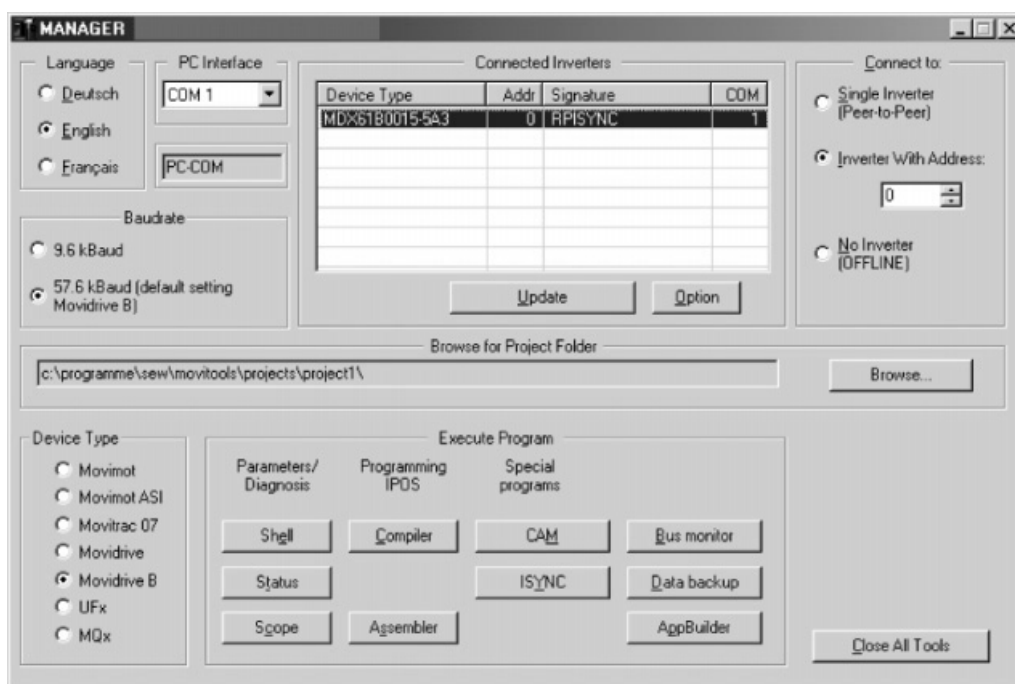 MANAGER
Language
Deutsch
English
Français
PC Interface
COM 1
PC-COM
Baudrate
9.6 kBaud
57.6 kBaud (default setting
Movidrive B)
Connected Inverters
Device Type Addr Signature COM
MDX61B0015-5A3 0 RPISYNC 1
Update Option
Connect to:
Single Inverter
(Peer-to-Peer)
Inverter With Address:
0
No Inverter
(OFFLINE)
Browse for Project Folder
c:\programme\sew\movitools\projects\project1\
Browse...
Device Type
Movimot
Movimot ASI
Movitrac 07
Movidrive
Movidrive B
UFx
MQx
Execute Program
Parameters/
Diagnosis
Shell
Status
Scope
Programming
IPOS
Compiler
Assembler
Special
programs
CAM
ISYNC
Bus monitor
Data backup
AppBuilder
Close All Tools